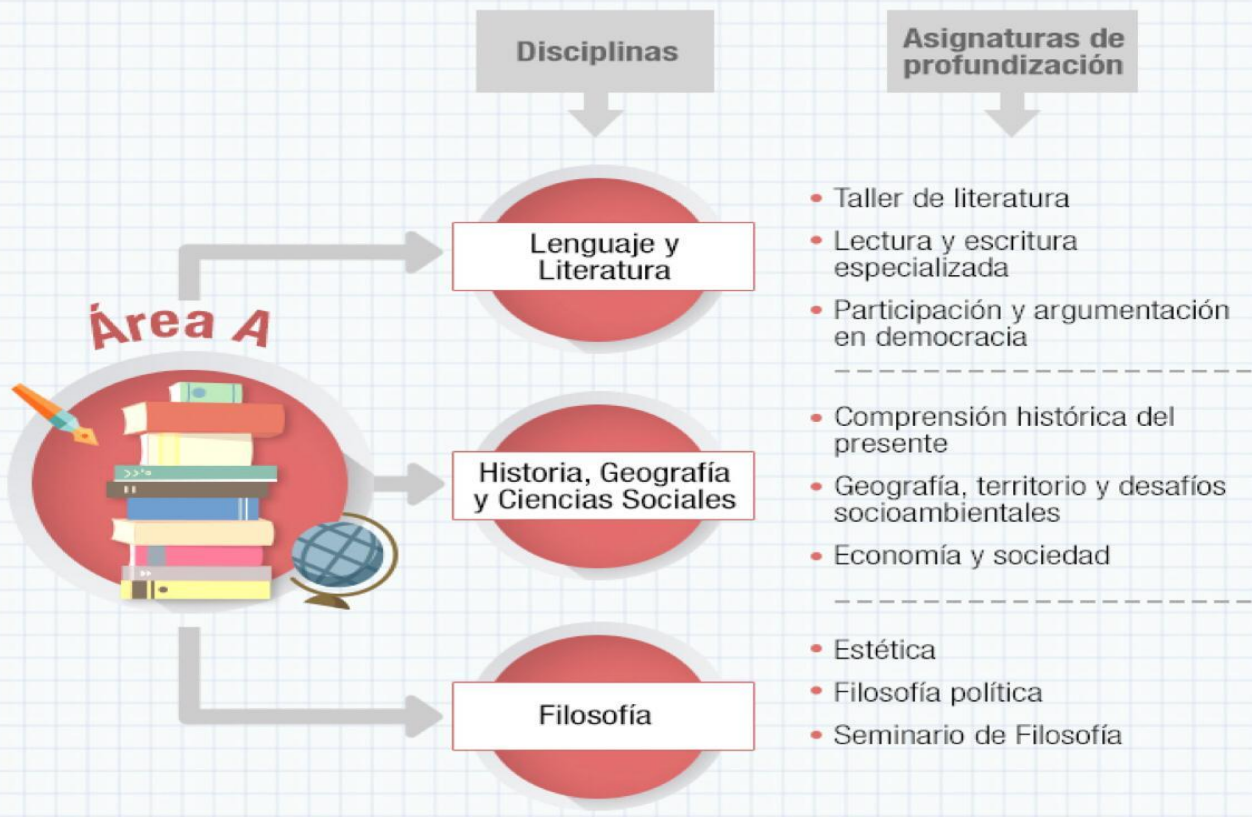 Disciplinas
Asignaturas de
profundización
Área A
Lenguaje y
Literatura
• Taller de literatura
• Lectura y escritura
especializada
• Participación y argumentación
en democracia
Historia, Geografía
y Ciencias Sociales
• Comprensión histórica del
presente
• Geografía, territorio y desafíos
socioambientales
• Economía y sociedad
Filosofía
• Estética
• Filosofía política
• Seminario de Filosofía